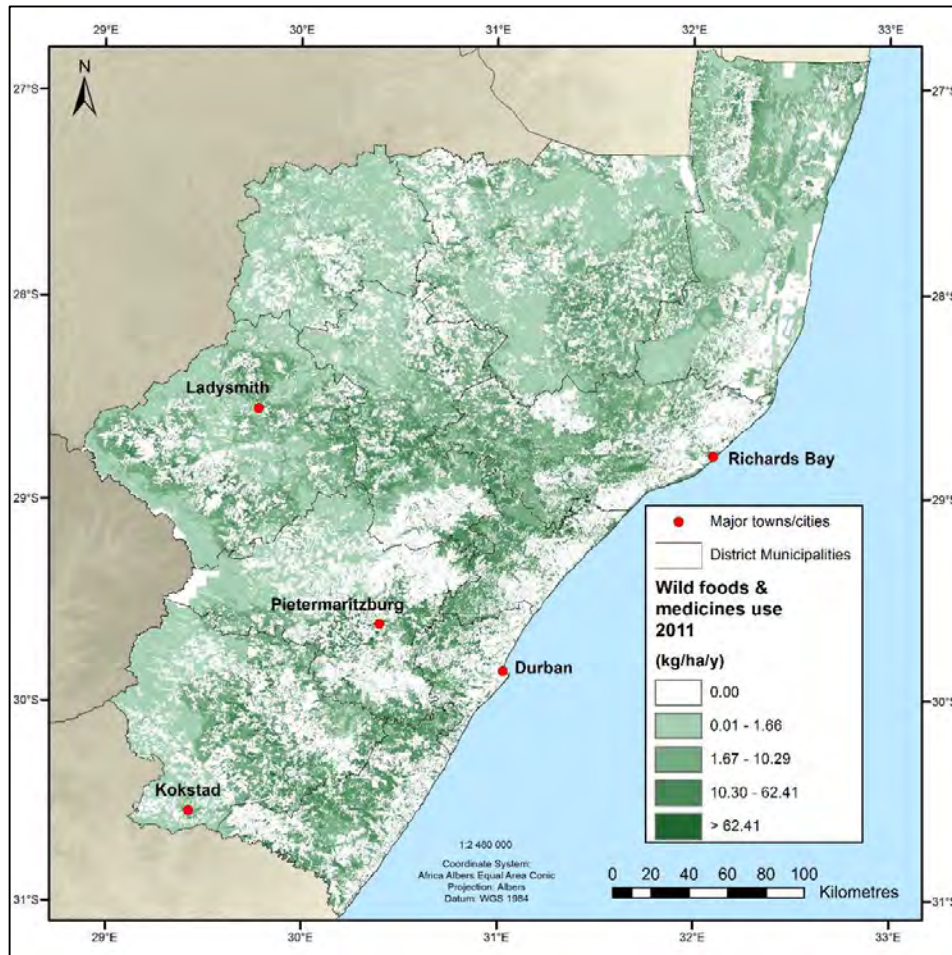 29°E 30°E 31°E 32°E 33°E
N
27°S 27°S
28°S 28°S
Ladysmith
Richards Bay
29°S 29°S
Major towns/cities
District Municipalities
Wild foods &
medicines use
2011
(kg/ha/y)
0.00
0.01 - 1.66
1.67 - 10.29
10.30 - 62.41
> 62.41
Pietermaritzburg
Durban
30°S 30°S
Kokstad
1:2 460 000
Coordinate System:
Africa Albers Equal Area Conic
Projection: Albers
Datum: WGS 1984
0 20 40 60 80 100
Kilometres
31°S 31°S
29°E 30°E 31°E 32°E 33°E